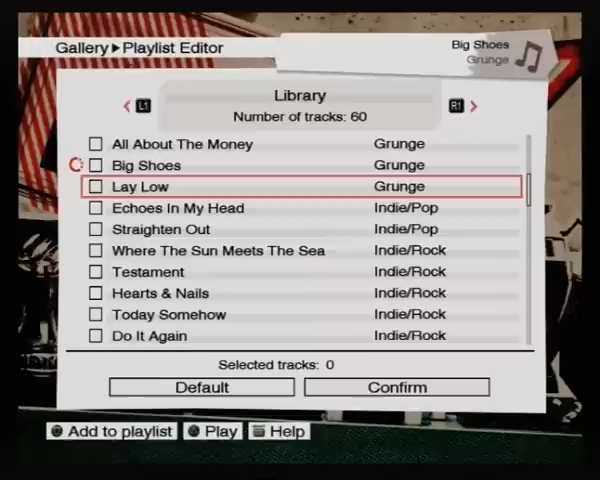 Gallery▶Playlist Editor
Big Shoes
Grunge
Library
L1
R1
Number of tracks: 60
All About The Money Grunge
Big Shoes Grunge
Lay Low Grunge
Echoes In My Head Indie/Pop
Straighten Out Indie/Pop
Where The Sun Meets The Sea Indie/Rock
Testament Indie/Rock
Hearts & Nails Indie/Rock
Today Somehow Indie/Rock
Do It Again Indie/Rock
Selected tracks: 0
Default Confirm
Add to playlist Play Help